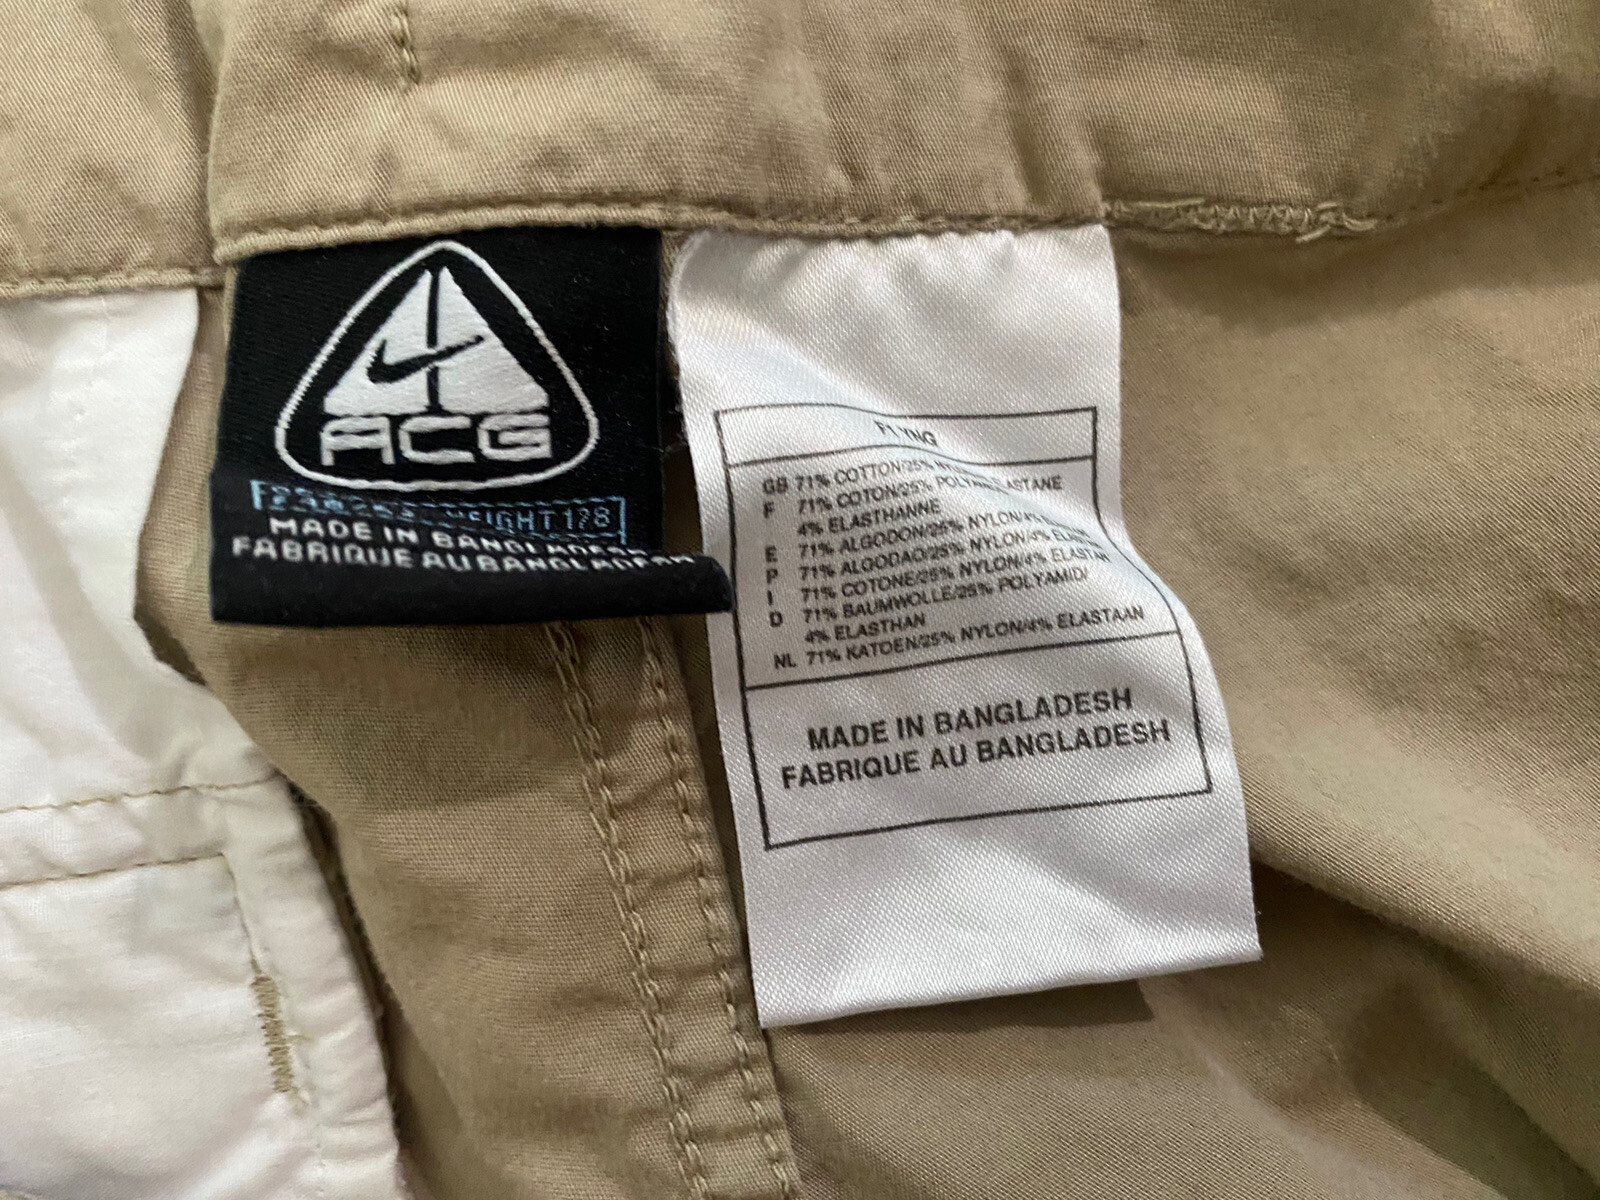 ACG
HEIGHT 178
MADE IN BANGLADESH
FABRIQUE AU BANGLADESH
GB 71% COTTON/25%
F 71% COTON/25%
4% ELASTHANNE
E 71% ALGODON/25% NYLON/4%
P 71% ALGODAO/25% NYLON/4%
I 71% COTONE/25% NYLON/4% ELASTAN
D 71% BAUMWOLLE/25% POLYAMID/
4% ELASTHAN
NL 71% KATOEN/25% NYLON/4% ELASTAAN
MADE IN BANGLADESH
FABRIQUE AU BANGLADESH